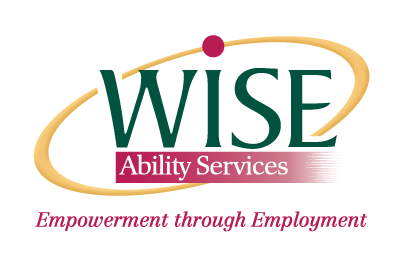 WiSE
Ability Services
Empowerment through Employment